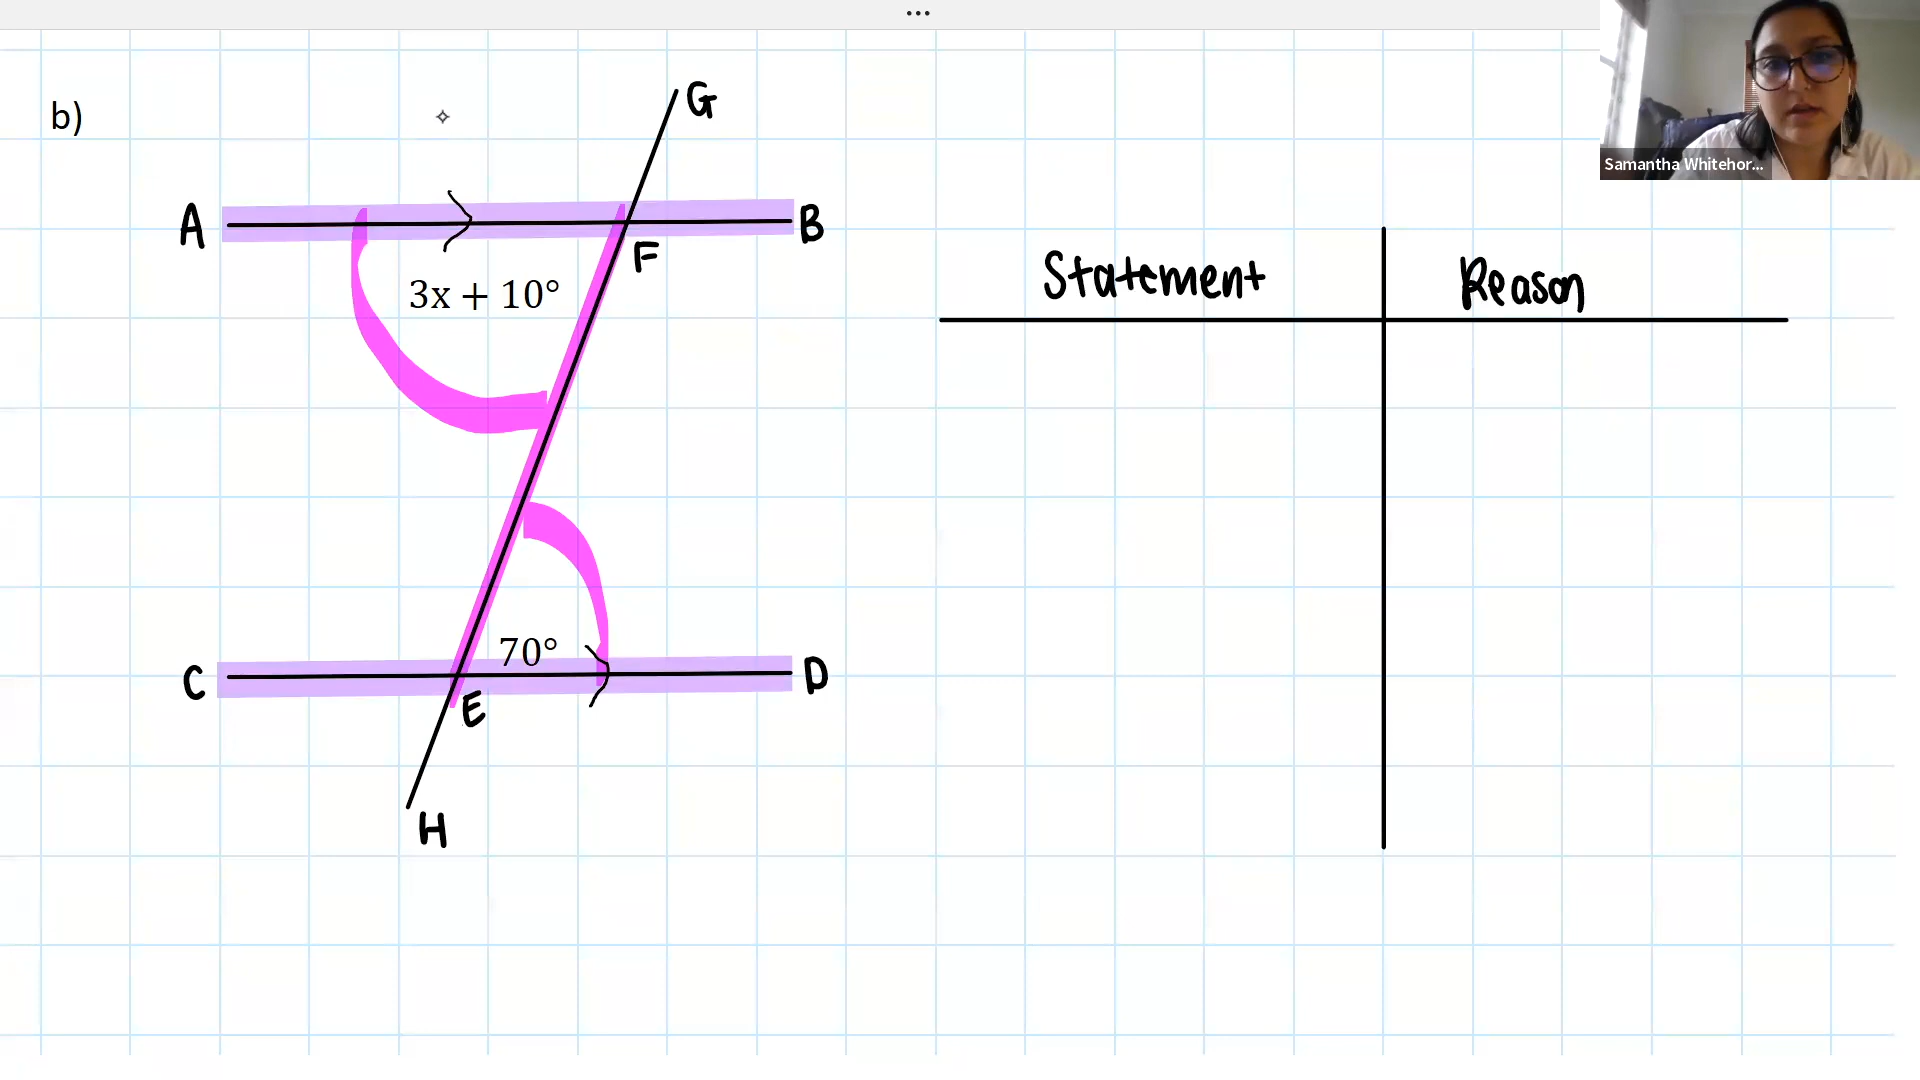 ...
b)
G
A
B
F
3x + 10°
Statement
Reason
70°
C
D
E
H
Samantha Whitehor...